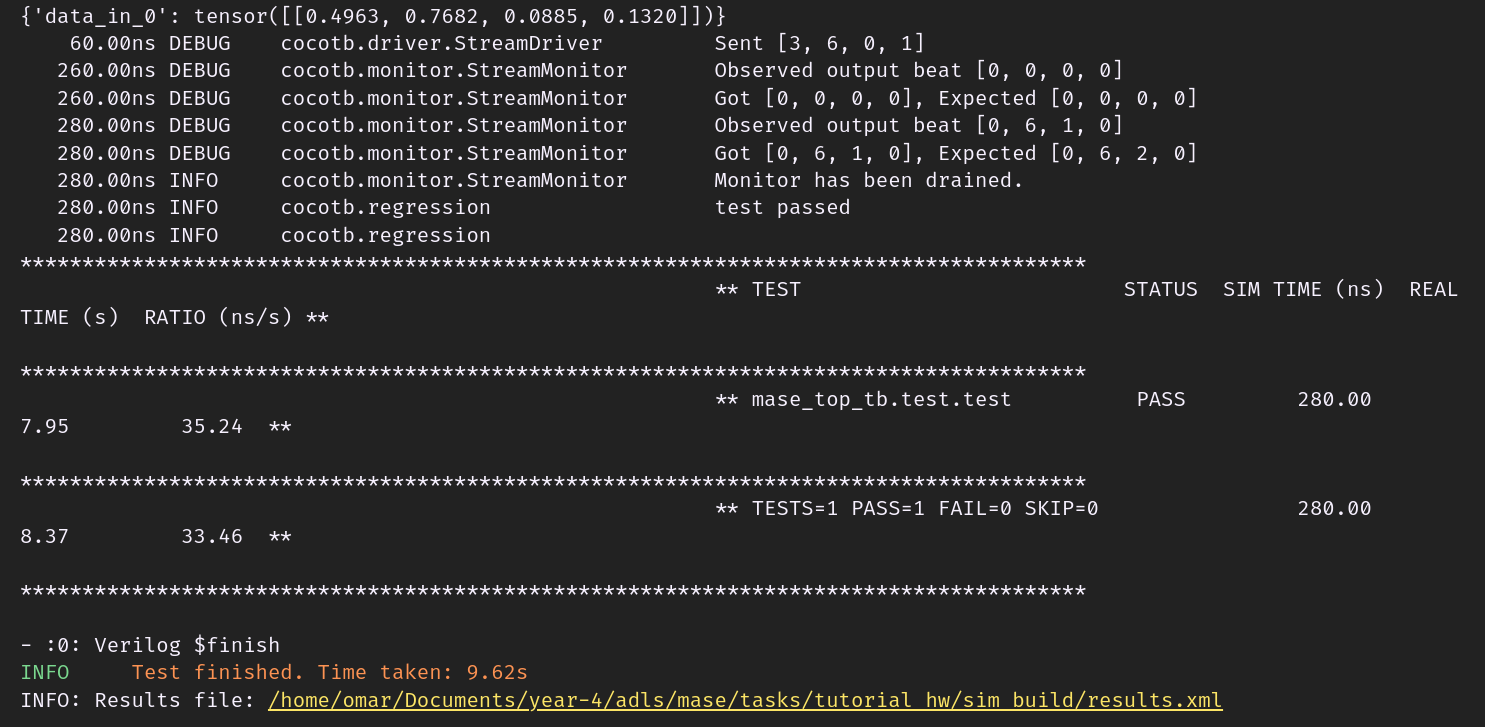 {'data_in_0': tensor([[0.4963, 0.7682, 0.0885, 0.1320]])}
    60.00ns DEBUG    cocotb.driver.StreamDriver         Sent [3, 6, 0, 1]
   260.00ns DEBUG    cocotb.monitor.StreamMonitor       Observed output beat [0, 0, 0, 0]
   260.00ns DEBUG    cocotb.monitor.StreamMonitor       Got [0, 0, 0, 0], Expected [0, 0, 0, 0]
   280.00ns DEBUG    cocotb.monitor.StreamMonitor       Observed output beat [0, 6, 1, 0]
   280.00ns DEBUG    cocotb.monitor.StreamMonitor       Got [0, 6, 1, 0], Expected [0, 6, 2, 0]
   280.00ns INFO     cocotb.monitor.StreamMonitor       Monitor has been drained.
   280.00ns INFO     cocotb.regression                  test passed
   280.00ns INFO     cocotb.regression
**************************************************************************************
                                                        ** TEST                          STATUS  SIM TIME (ns)  REAL
TIME (s)  RATIO (ns/s) **
**************************************************************************************
                                                        ** mase_top_tb.test.test          PASS         280.00
7.95         35.24  **
**************************************************************************************
                                                        ** TESTS=1 PASS=1 FAIL=0 SKIP=0                280.00
8.37         33.46  **
**************************************************************************************
- :0: Verilog $finish
INFO     Test finished. Time taken: 9.62s
INFO: Results file: /home/omar/Documents/year-4/adls/mase/tasks/tutorial_hw/sim_build/results.xml